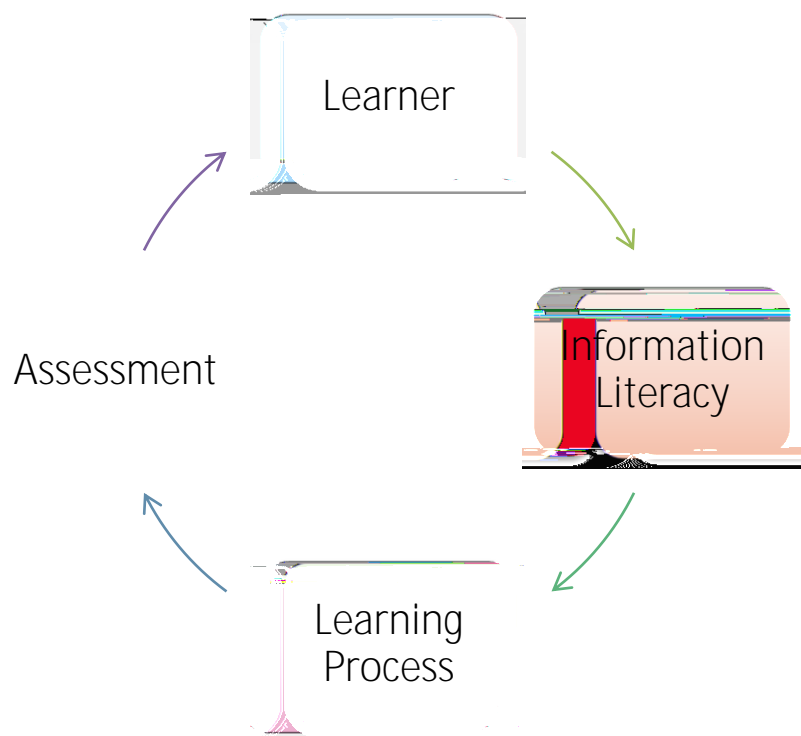 Learner
Information
Literacy
Assessment
Learning
Process